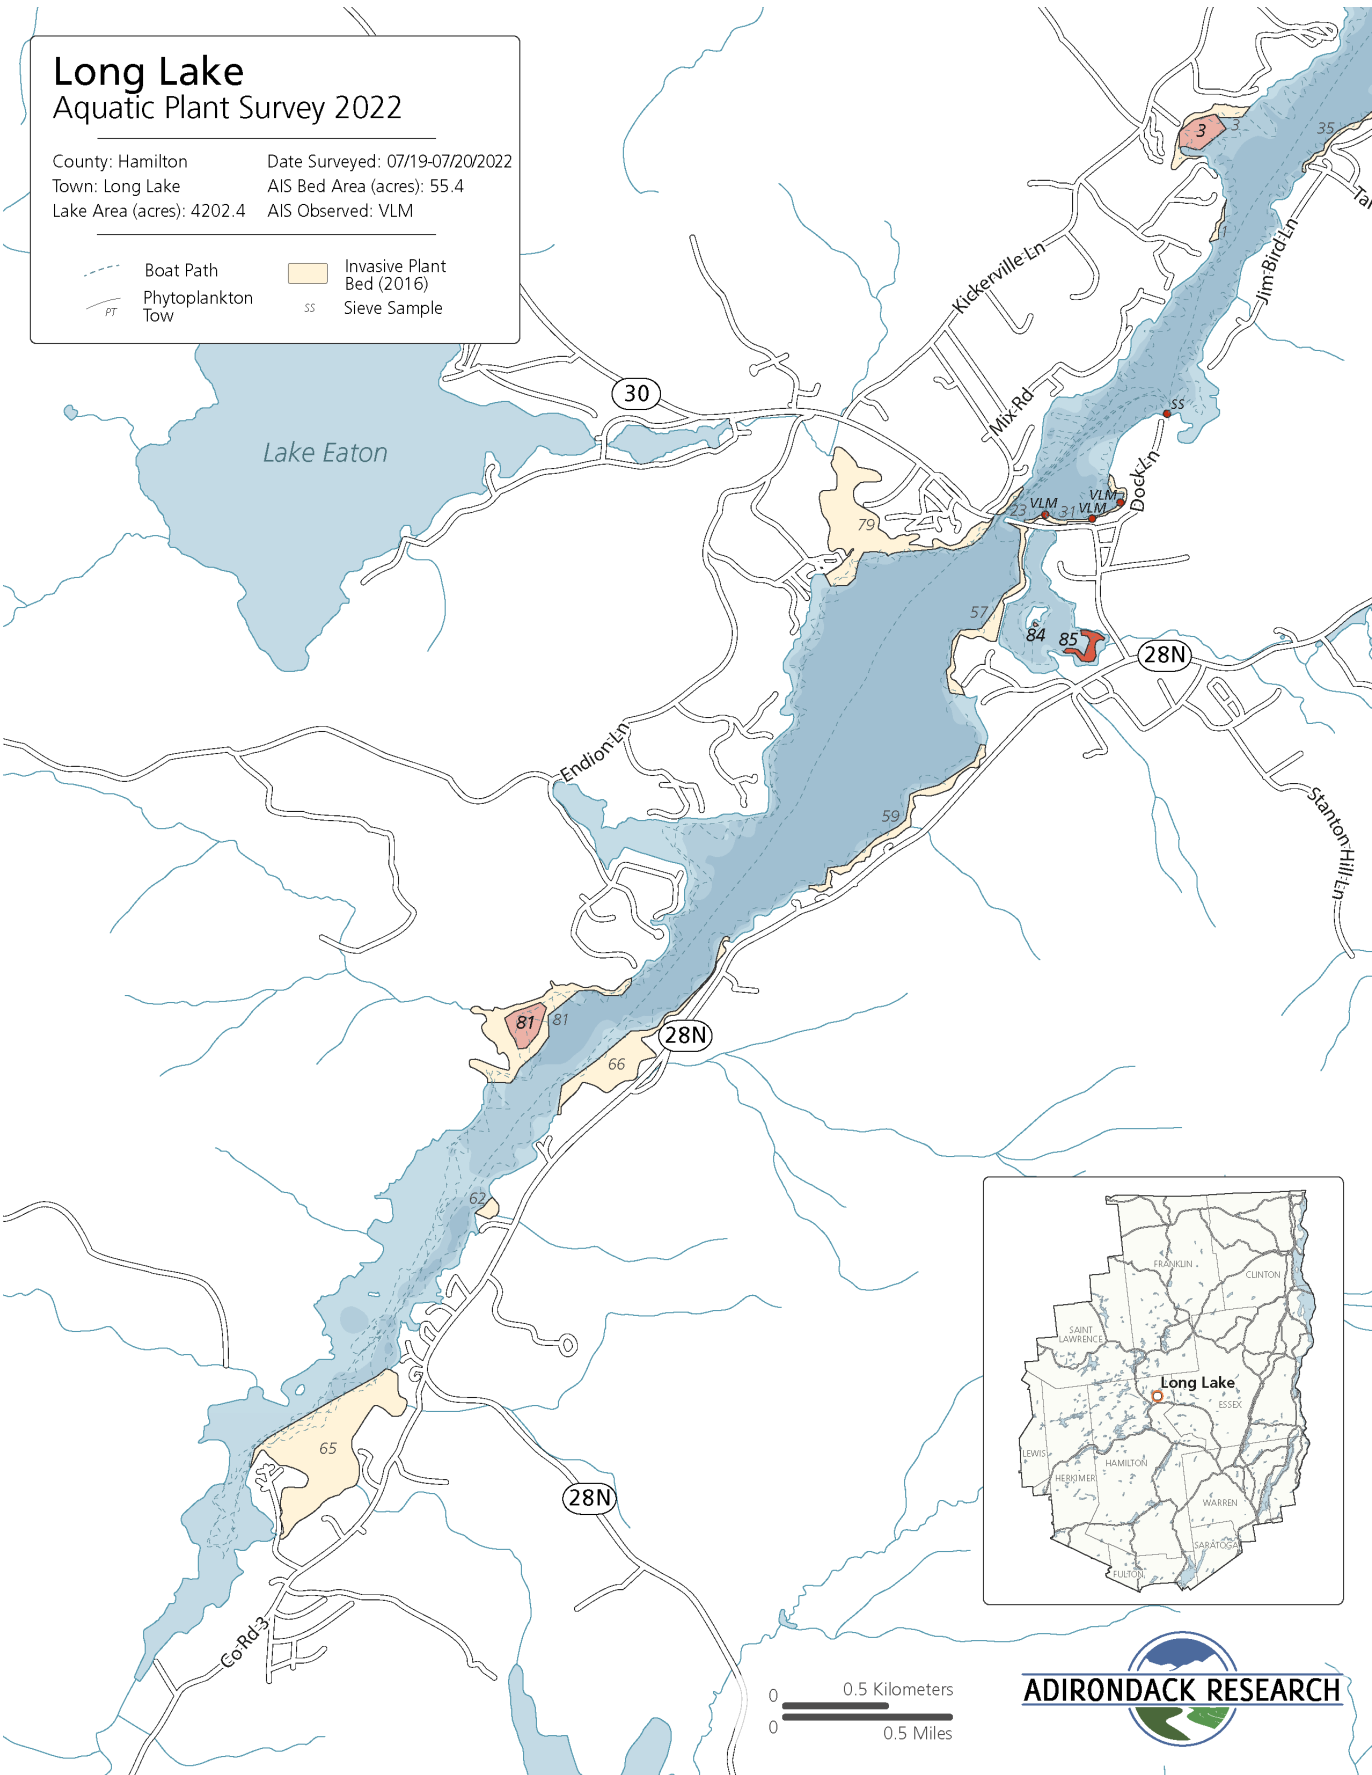 Long Lake
Aquatic Plant Survey 2022
County: Hamilton
Town: Long Lake
Lake Area (acres): 4202.4
Date Surveyed: 07/19-07/20/2022
AIS Bed Area (acres): 55.4
AIS Observed: VLM
Boat Path
PT
Phytoplankton
Tow
Invasive Plant
Bed (2016)
SS
Sieve Sample
3
3
35
1
Jim Bird Ln
Kickerville Ln
Mix Rd
30
Lake Eaton
SS
Dock Ln
VLM
VLM
VLM
23
31
79
57
84
85
28N
Endion Ln
59
Stanton Hill Ln
81
81
28N
66
62
65
28N
Co Rd 3
FRANKLIN
CLINTON
SAINT
LAWRENCE
Long Lake
ESSEX
LEWIS
HERKIMER
HAMILTON
WARREN
SARATOGA
FULTON
0
0.5 Kilometers
0
0.5 Miles
ADIRONDACK RESEARCH